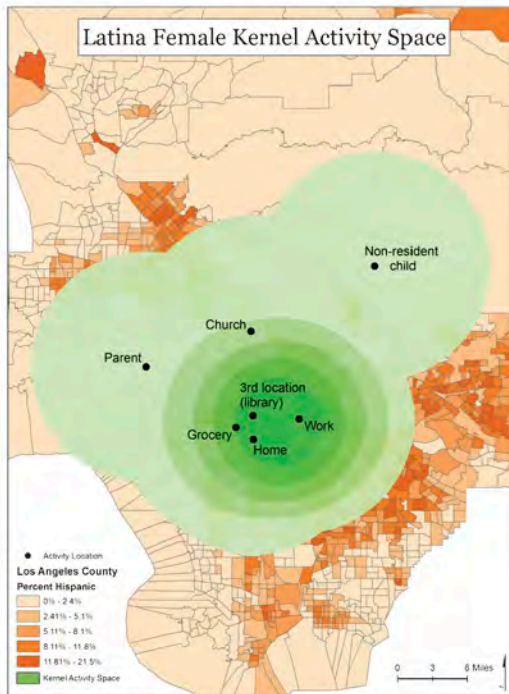 Latina Female Kernel Activity Space
Non-resident
child
Church
Parent
3rd location
(library)
Grocery
Work
Home
Activity Location
Los Angeles County
Percent Hispanic
0% - 2.4%
2.41% - 5.1%
5.11% - 8.1%
8.11% - 11.8%
11.81% - 21.5%
Kernel Activity Space
0 3 6 Miles